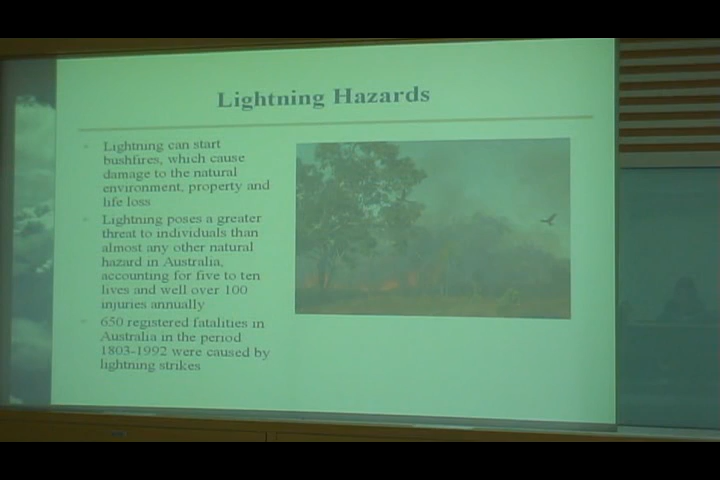 Lightning Hazards
Lightning can start
bushfires, which cause
damage to the natural
environment, property and
life loss
Lightning poses a greater
threat to individuals than
almost any other natural
hazard in Australia,
accounting for five to ten
lives and well over 100
injuries annually
650 registered fatalities in
Australia in the period
1803-1992 were caused by
lightning strikes